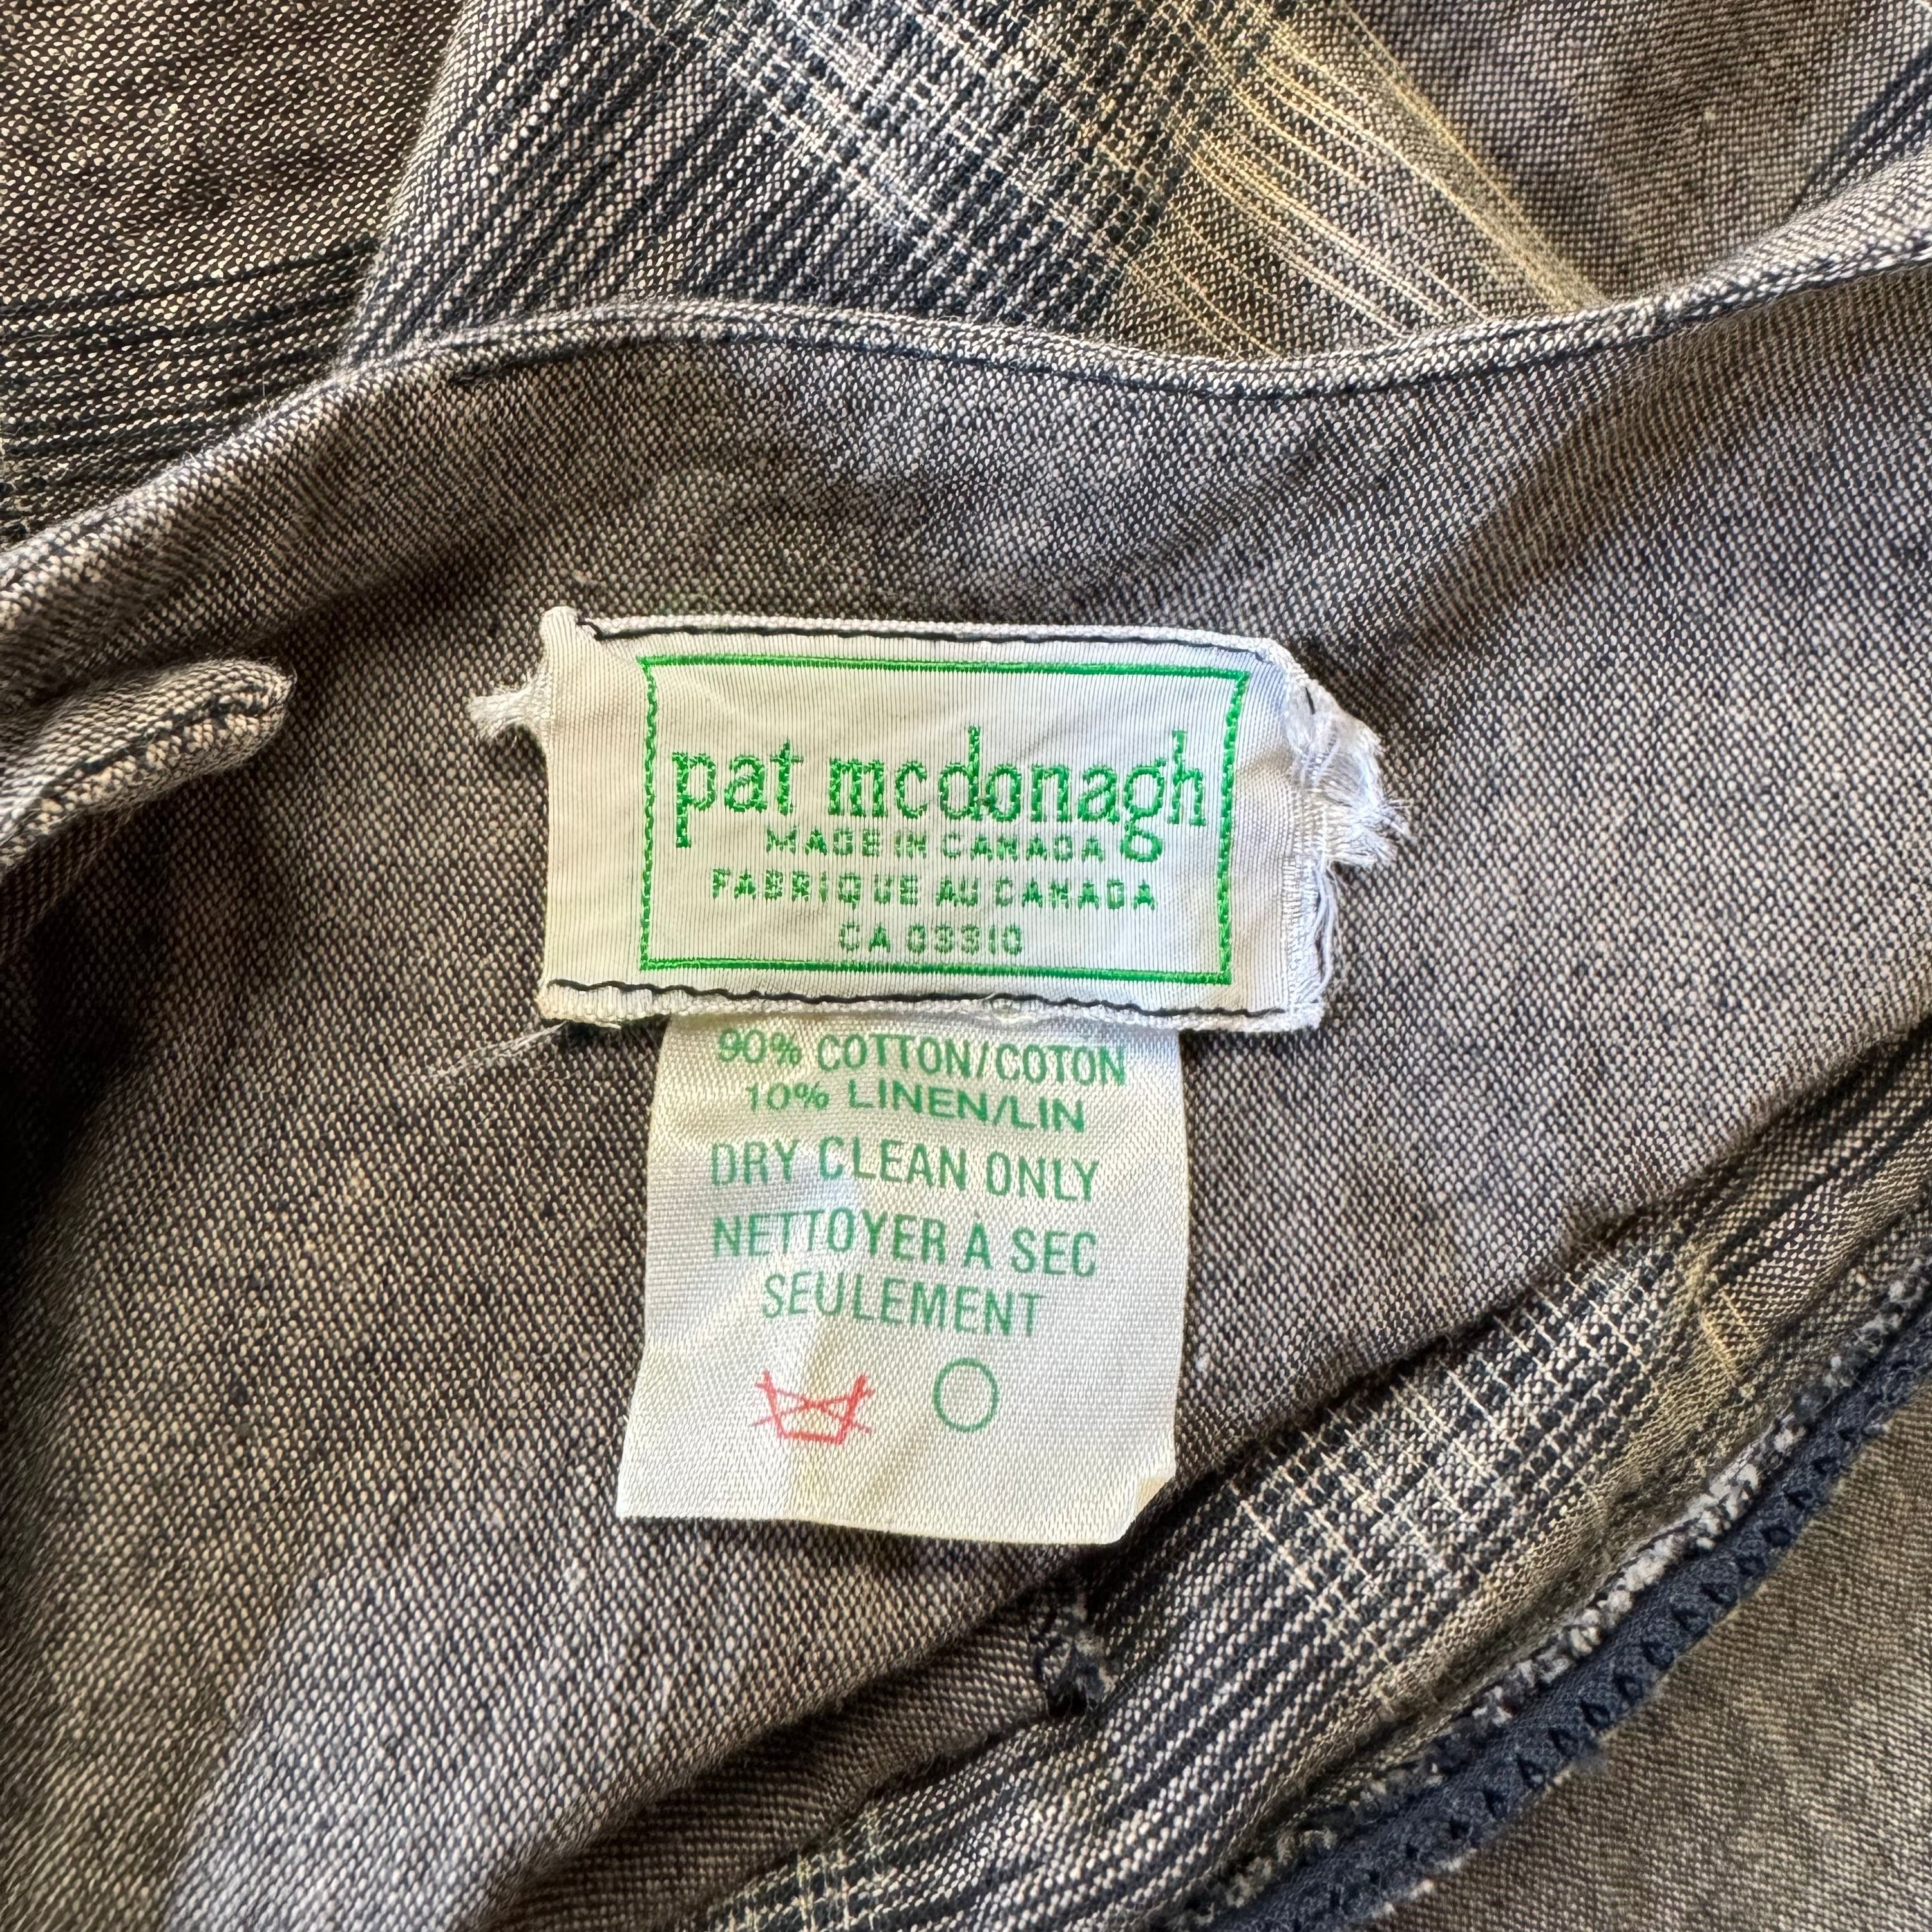 pat mcdonagh
MADE IN CANADA
FABRIQUE AU CANADA
CA 03310
90% COTTON/COTON
10% LINEN/LIN
DRY CLEAN ONLY
NETTOYER À SEC
SEULEMENT